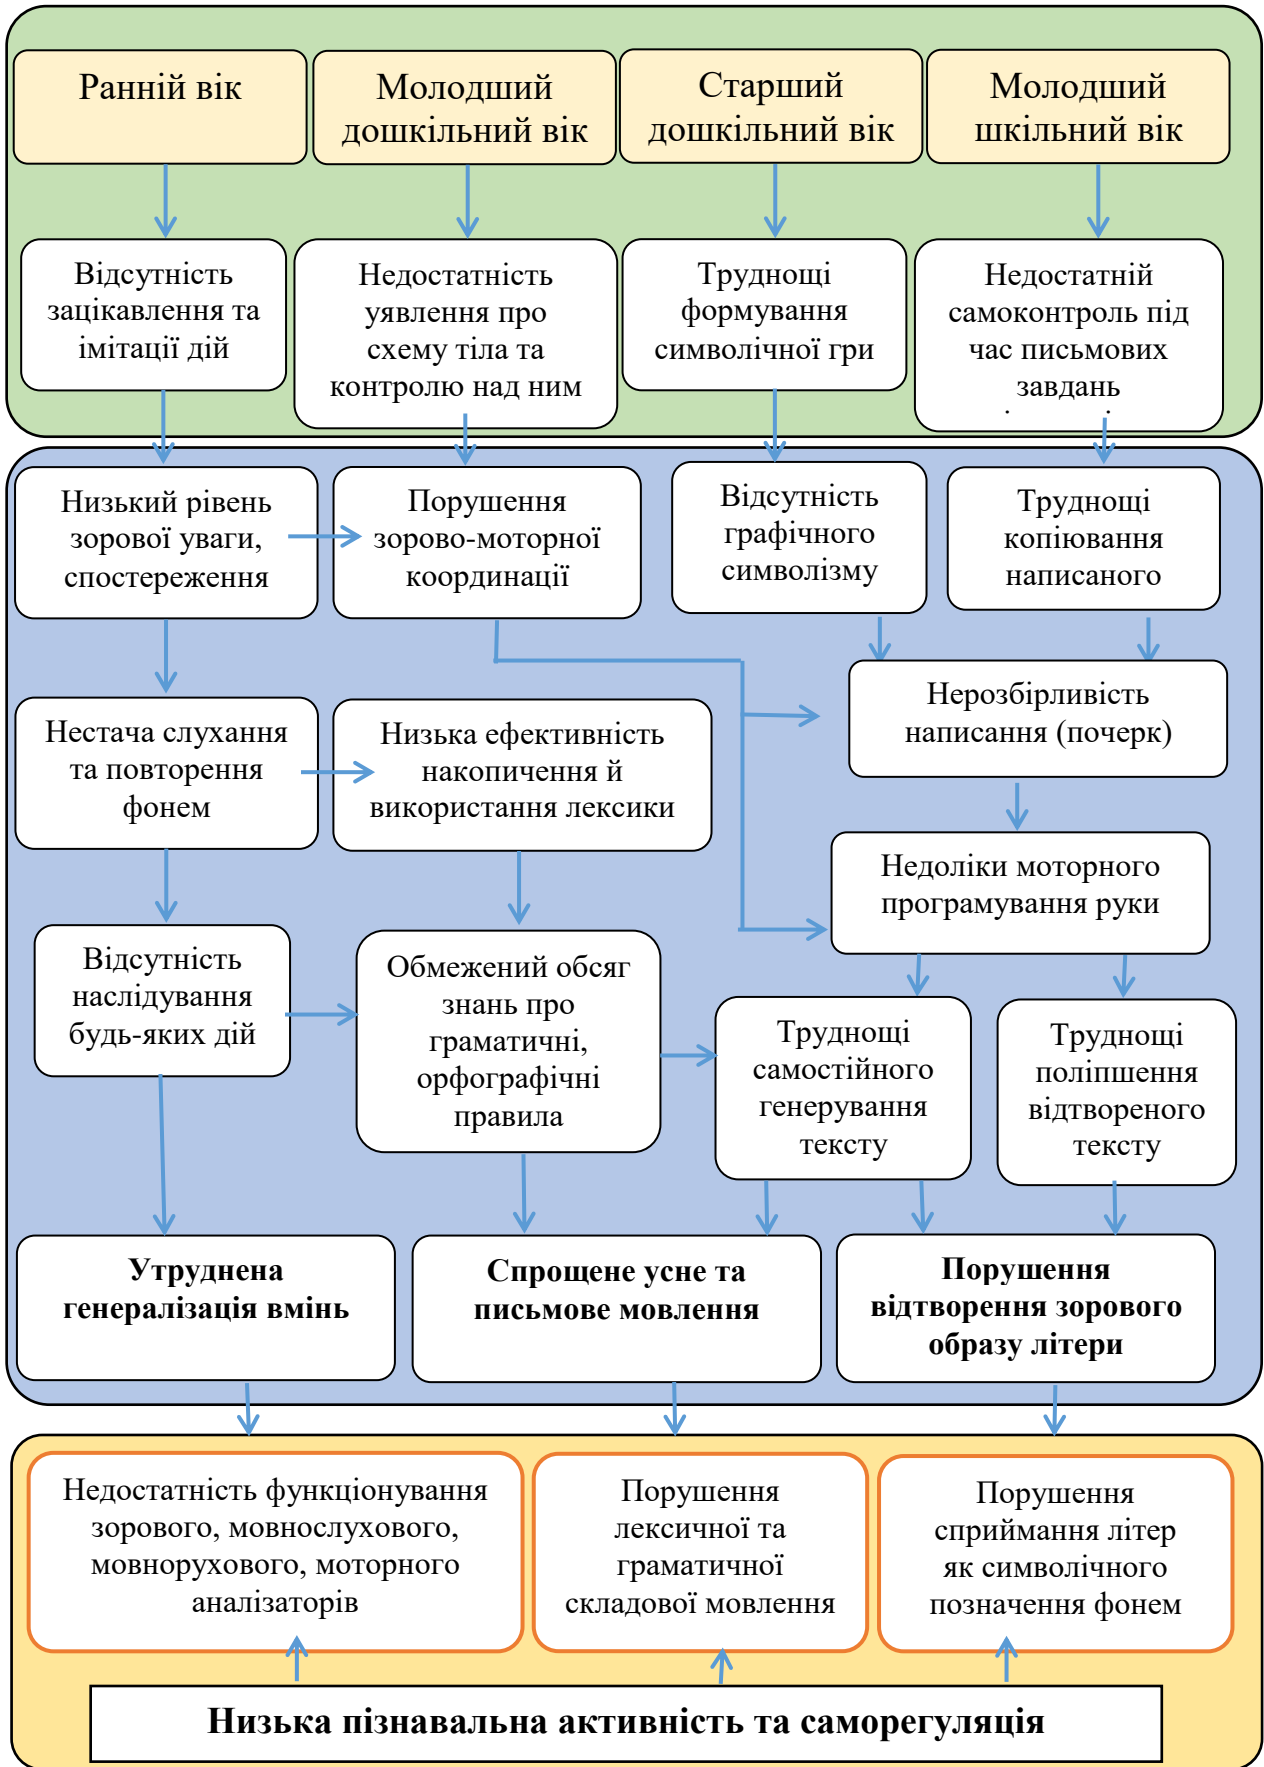 Ранній вік
Молодший
дошкільний вік
Старший
дошкільний вік
Молодший
шкільний вік
Відсутність
зацікавлення та
імітації дій
Недостатність
уявлення про
схему тіла та
контролю над ним
Труднощі
формування
символічної гри
Недостатній
самоконтроль під
час письмових
завдань
Низький рівень
зорової уваги,
спостереження
Порушення
зорово-моторної
координації
Відсутність
графічного
символізму
Труднощі
копіювання
написаного
Нерозбірливість
написання (почерк)
Нестача слухання
та повторення
фонем
Низька ефективність
накопичення й
використання лексики
Недоліки моторного
програмування руки
Відсутність
наслідування
будь-яких дій
Обмежений обсяг
знань про
граматичні,
орфографічні
правила
Труднощі
самостійного
генерування
тексту
Труднощі
поліпшення
відтвореного
тексту
Утруднена
генералізація вмінь
Спрощене усне та
письмове мовлення
Порушення
відтворення зорового
образу літери
Недостатність функціонування
зорового, мовнослухового,
мовнорухового, моторного
аналізаторів
Порушення
лексичної та
граматичної
складової мовлення
Порушення
сприймання літер
як символічного
позначення фонем
Низька пізнавальна активність та саморегуляція